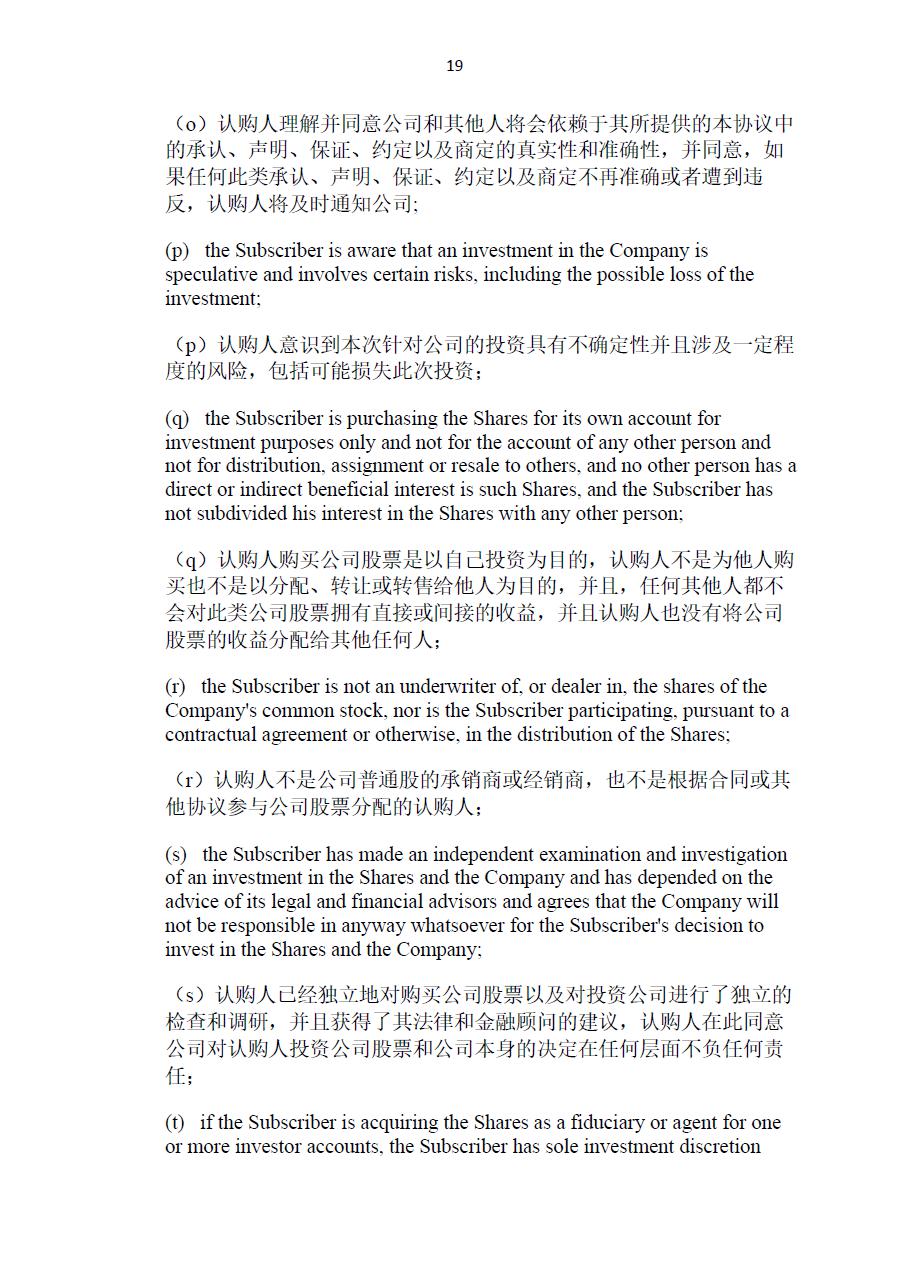 19
（o）认购人理解并同意公司和其他人将会依赖于其所提供的本协议中
的承认、声明、保证、约定以及商定的真实性和准确性，并同意，如
果任何此类承认、声明、保证、约定以及商定不再准确或者遭到违
反，认购人将及时通知公司;
(p) the Subscriber is aware that an investment in the Company is
speculative and involves certain risks, including the possible loss of the
investment;
（p）认购人意识到本次针对公司的投资具有不确定性并且涉及一定程
度的风险，包括可能损失此次投资；
(q) the Subscriber is purchasing the Shares for its own account for
investment purposes only and not for the account of any other person and
not for distribution, assignment or resale to others, and no other person has a
direct or indirect beneficial interest is such Shares, and the Subscriber has
not subdivided his interest in the Shares with any other person;
（q）认购人购买公司股票是以自己投资为目的，认购人不是为他人购
买也不是以分配、转让或转售给他人为目的，并且，任何其他人都不
会对此类公司股票拥有直接或间接的收益，并且认购人也没有将公司
股票的收益分配给其他任何人；
(r) the Subscriber is not an underwriter of, or dealer in, the shares of the
Company's common stock, nor is the Subscriber participating, pursuant to a
contractual agreement or otherwise, in the distribution of the Shares;
（r）认购人不是公司普通股的承销商或经销商，也不是根据合同或其
他协议参与公司股票分配的认购人；
(s) the Subscriber has made an independent examination and investigation
of an investment in the Shares and the Company and has depended on the
advice of its legal and financial advisors and agrees that the Company will
not be responsible in anyway whatsoever for the Subscriber's decision to
invest in the Shares and the Company;
（s）认购人已经独立地对购买公司股票以及对投资公司进行了独立的
检查和调研，并且获得了其法律和金融顾问的建议，认购人在此同意
公司对认购人投资公司股票和公司本身的决定在任何层面不负任何责
任；
(t) if the Subscriber is acquiring the Shares as a fiduciary or agent for one
or more investor accounts, the Subscriber has sole investment discretion